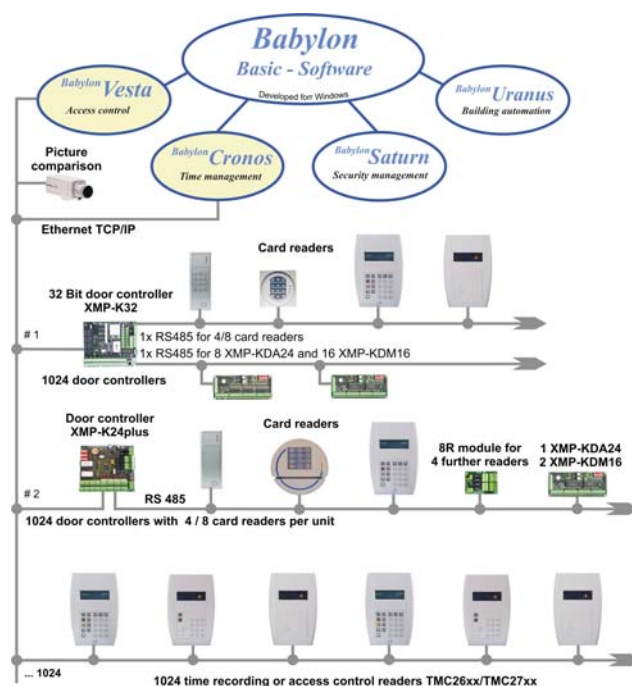 Babylon
Basic - Software
Developed forr Windows
Babylon Vesta
Access control
Babylon Uranus
Building automation
Babylon Cronos
Time management
Babylon Saturn
Security management
Picture
comparison
Ethernet TCP/IP
Card readers
32 Bit door controller
XMP-K32
# 1
1x RS485 for 4/8 card readers
1x RS485 for 8 XMP-KDA24 and 16 XMP-KDM16
1024 door controllers
Door controller
XMP-K24plus
Card readers
8R module for
4 further readers
1 XMP-KDA24
2 XMP-KDM16
# 2
RS 485
1024 door controllers with 4 / 8 card readers per unit
... 1024
1024 time recording or access control readers TMC26xx/TMC27xx